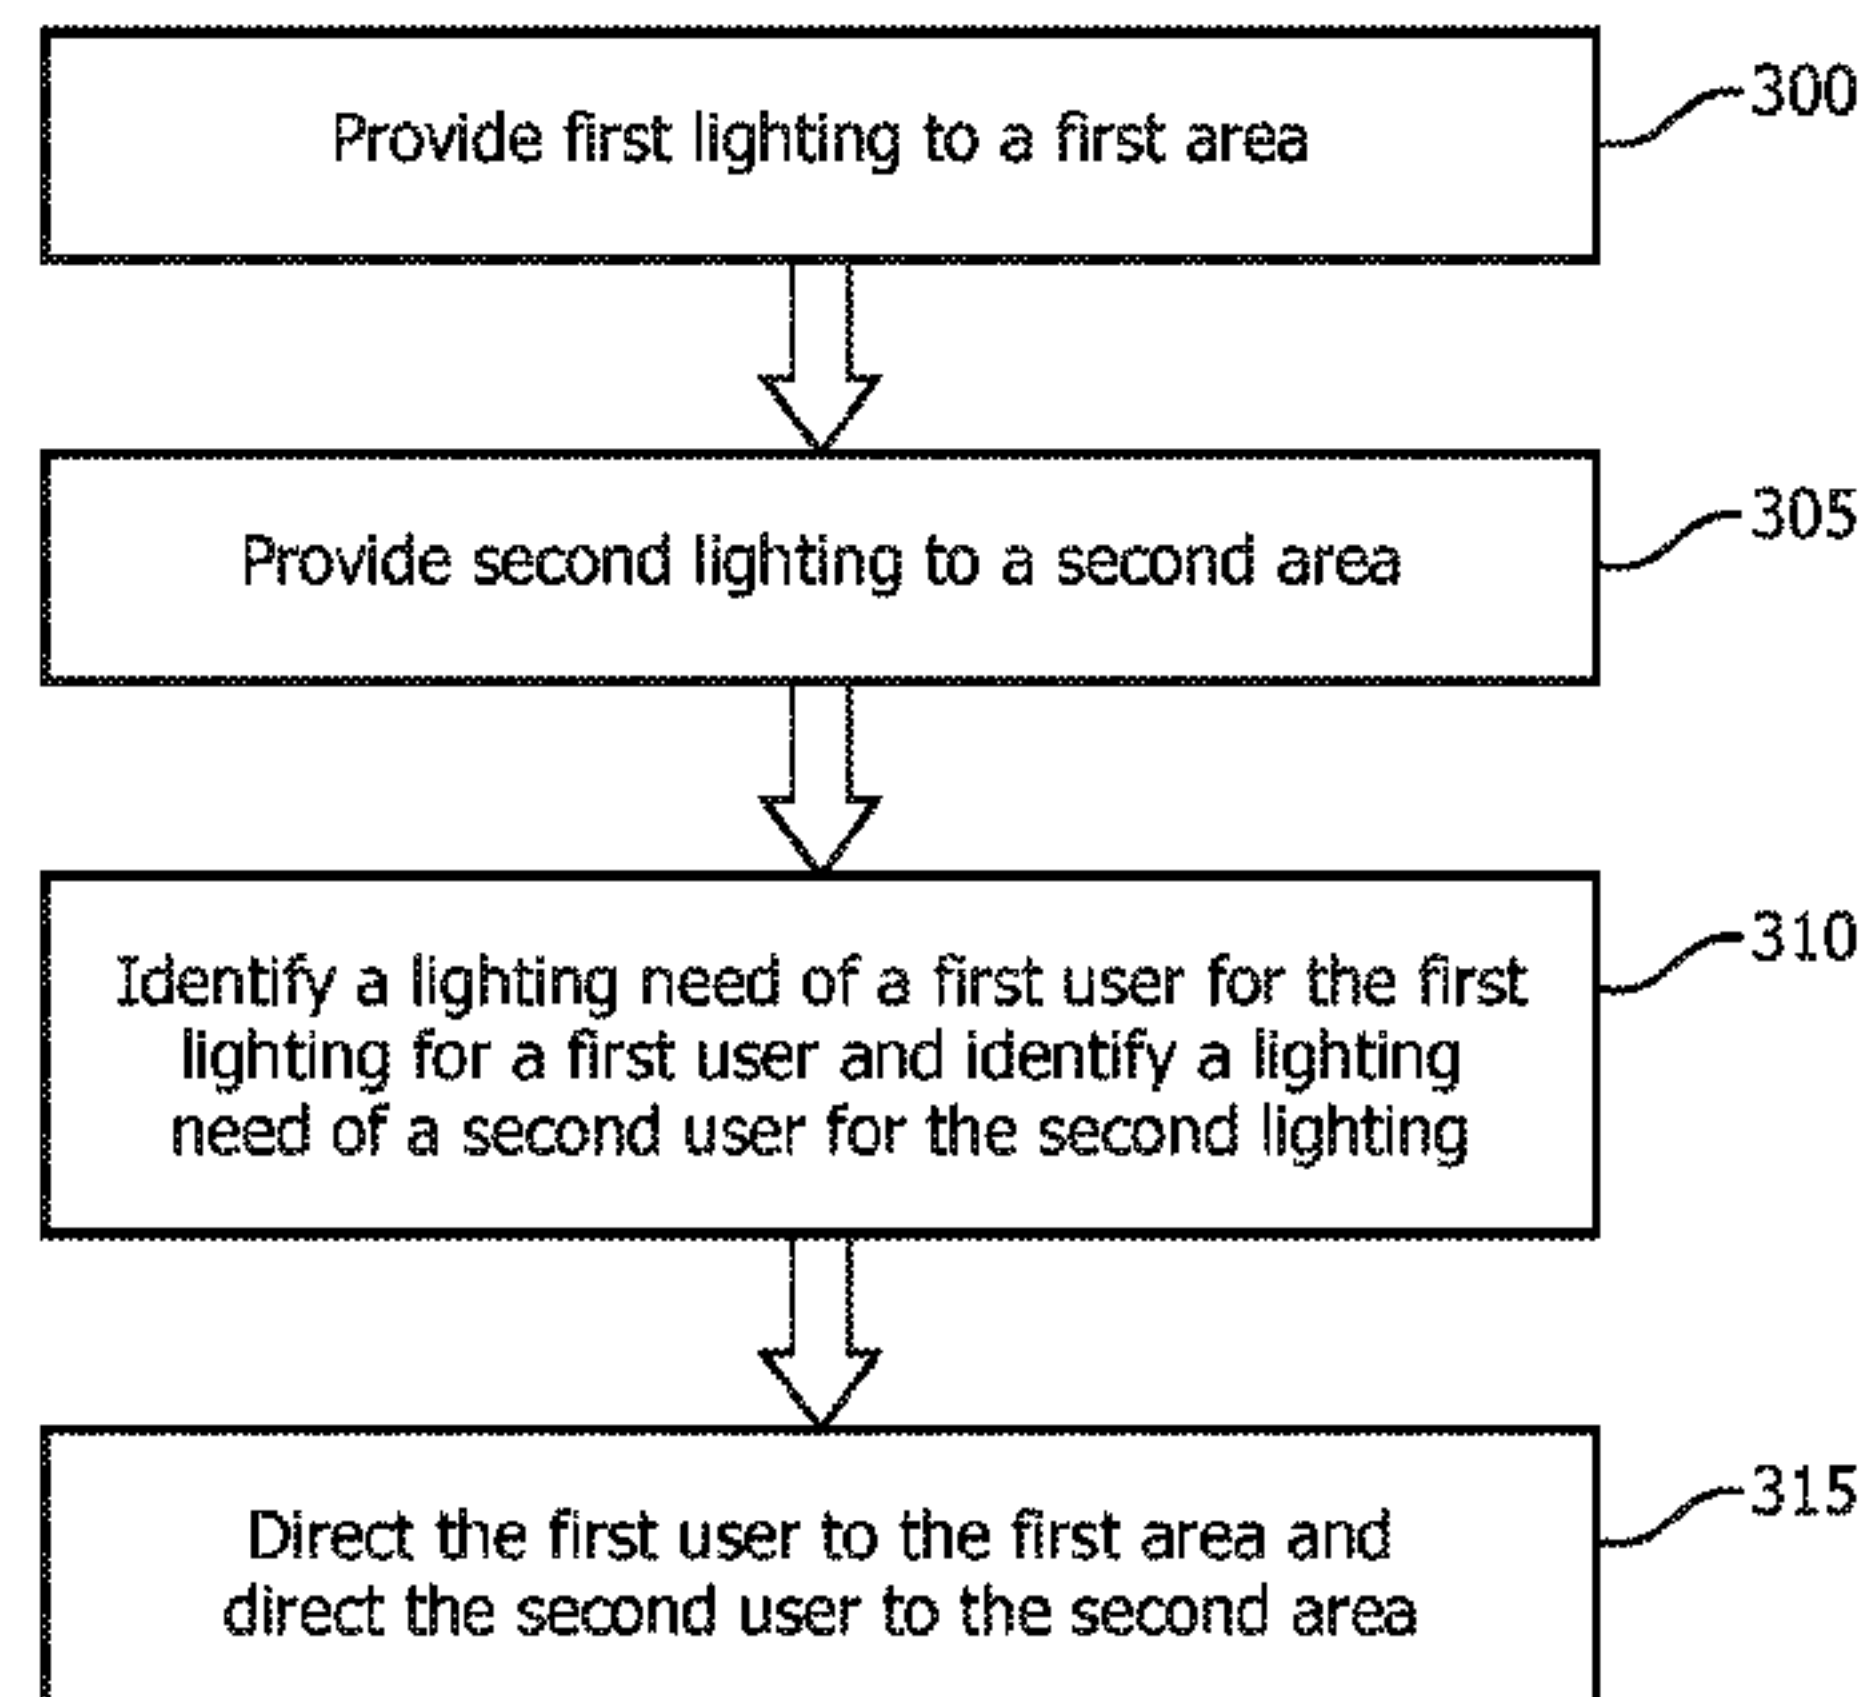 Provide first lighting to a first area
300
Provide second lighting to a second area
305
Identify a lighting need of a first user for the first
lighting for a first user and identify a lighting
need of a second user for the second lighting
310
Direct the first user to the first area and
direct the second user to the second area
315